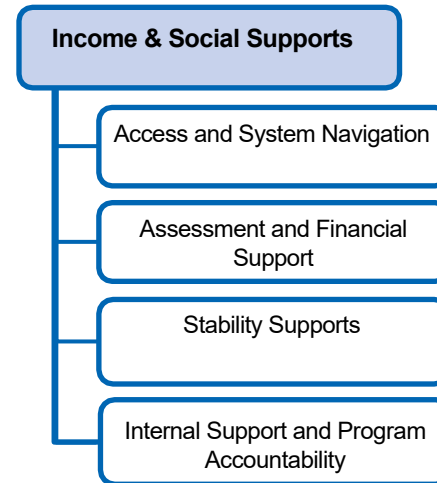 Income & Social Supports
Access and System Navigation
Assessment and Financial
Support
Stability Supports
Internal Support and Program
Accountability